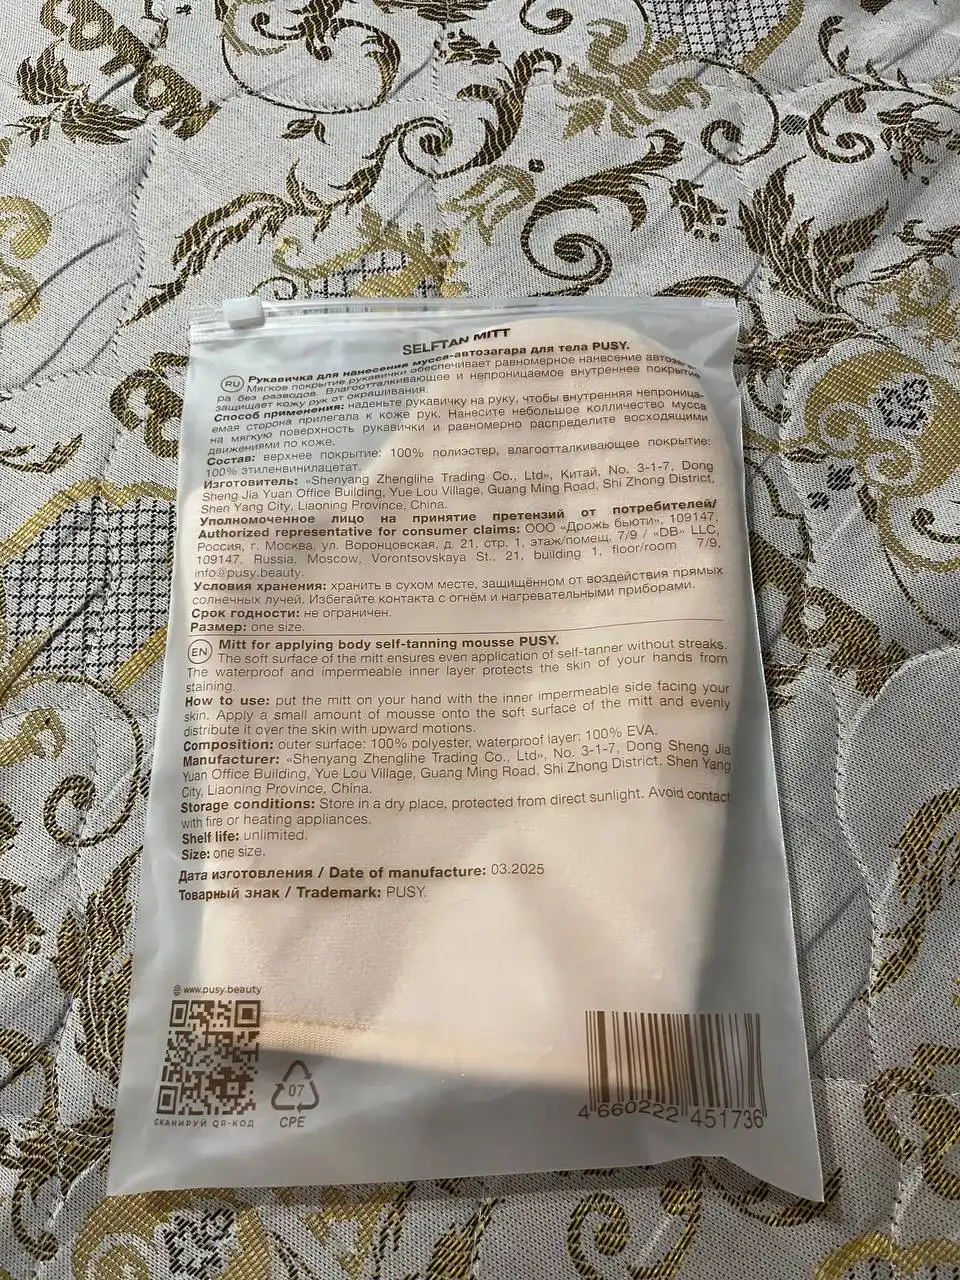 SELFTAN MITT
RU Рукавичка для нанесения мусса-автозагара для тела PUSY.
Мягкое покрытие рукавички обеспечивает равномерное нанесение автозага-
ра без разводов. Влагоотталкивающее и непроницаемое внутреннее покрытие
защищает кожу рук от окрашивания.
Способ применения: наденьте рукавичку на руку, чтобы внутренняя непроница-
емая сторона прилегала к коже рук. Нанесите небольшое колличество мусса
на мягкую поверхность рукавички и равномерно распределите восходящими
движениями по коже.
Состав: верхнее покрытие: 100% полиэстер, влагоотталкивающее покрытие:
100% этиленвинилацетат.
Изготовитель: «Shenyang Zhenglihe Trading Co., Ltd», Китай, No. 3-1-7, Dong
Sheng Jia Yuan Office Building, Yue Lou Village, Guang Ming Road, Shi Zhong District,
Shen Yang City, Liaoning Province, China.
Уполномоченное лицо на принятие претензий от потребителей/
Authorized representative for consumer claims: ООО «Дрожь бьюти», 109147,
Россия, г. Москва, ул. Воронцовская, д. 21, стр. 1, этаж/помещ. 7/9 / «DB» LLC,
109147, Russia, Moscow, Vorontsovskaya St., 21, building 1, floor/room 7/9,
info@pusy.beauty.
Условия хранения: хранить в сухом месте, защищённом от воздействия прямых
солнечных лучей. Избегайте контакта с огнём и нагревательными приборами.
Срок годности: не ограничен.
Размер: one size.
EN Mitt for applying body self-tanning mousse PUSY.
The soft surface of the mitt ensures even application of self-tanner without streaks.
The waterproof and impermeable inner layer protects the skin of your hands from
staining.
How to use: put the mitt on your hand with the inner impermeable side facing your
skin. Apply a small amount of mousse onto the soft surface of the mitt and evenly
distribute it over the skin with upward motions.
Composition: outer surface: 100% polyester, waterproof layer: 100% EVA.
Manufacturer: «Shenyang Zhenglihe Trading Co., Ltd», No. 3-1-7, Dong Sheng Jia
Yuan Office Building, Yue Lou Village, Guang Ming Road, Shi Zhong District, Shen Yang
City, Liaoning Province, China.
Storage conditions: Store in a dry place, protected from direct sunlight. Avoid contact
with fire or heating appliances.
Shelf life: unlimited.
Size: one size.
Дата изготовления / Date of manufacture: 03.2025
Товарный знак / Trademark: PUSY.
www.pusy.beauty
СКАНИРУЙ QR-КОД
07
CPE
4 660222 451736